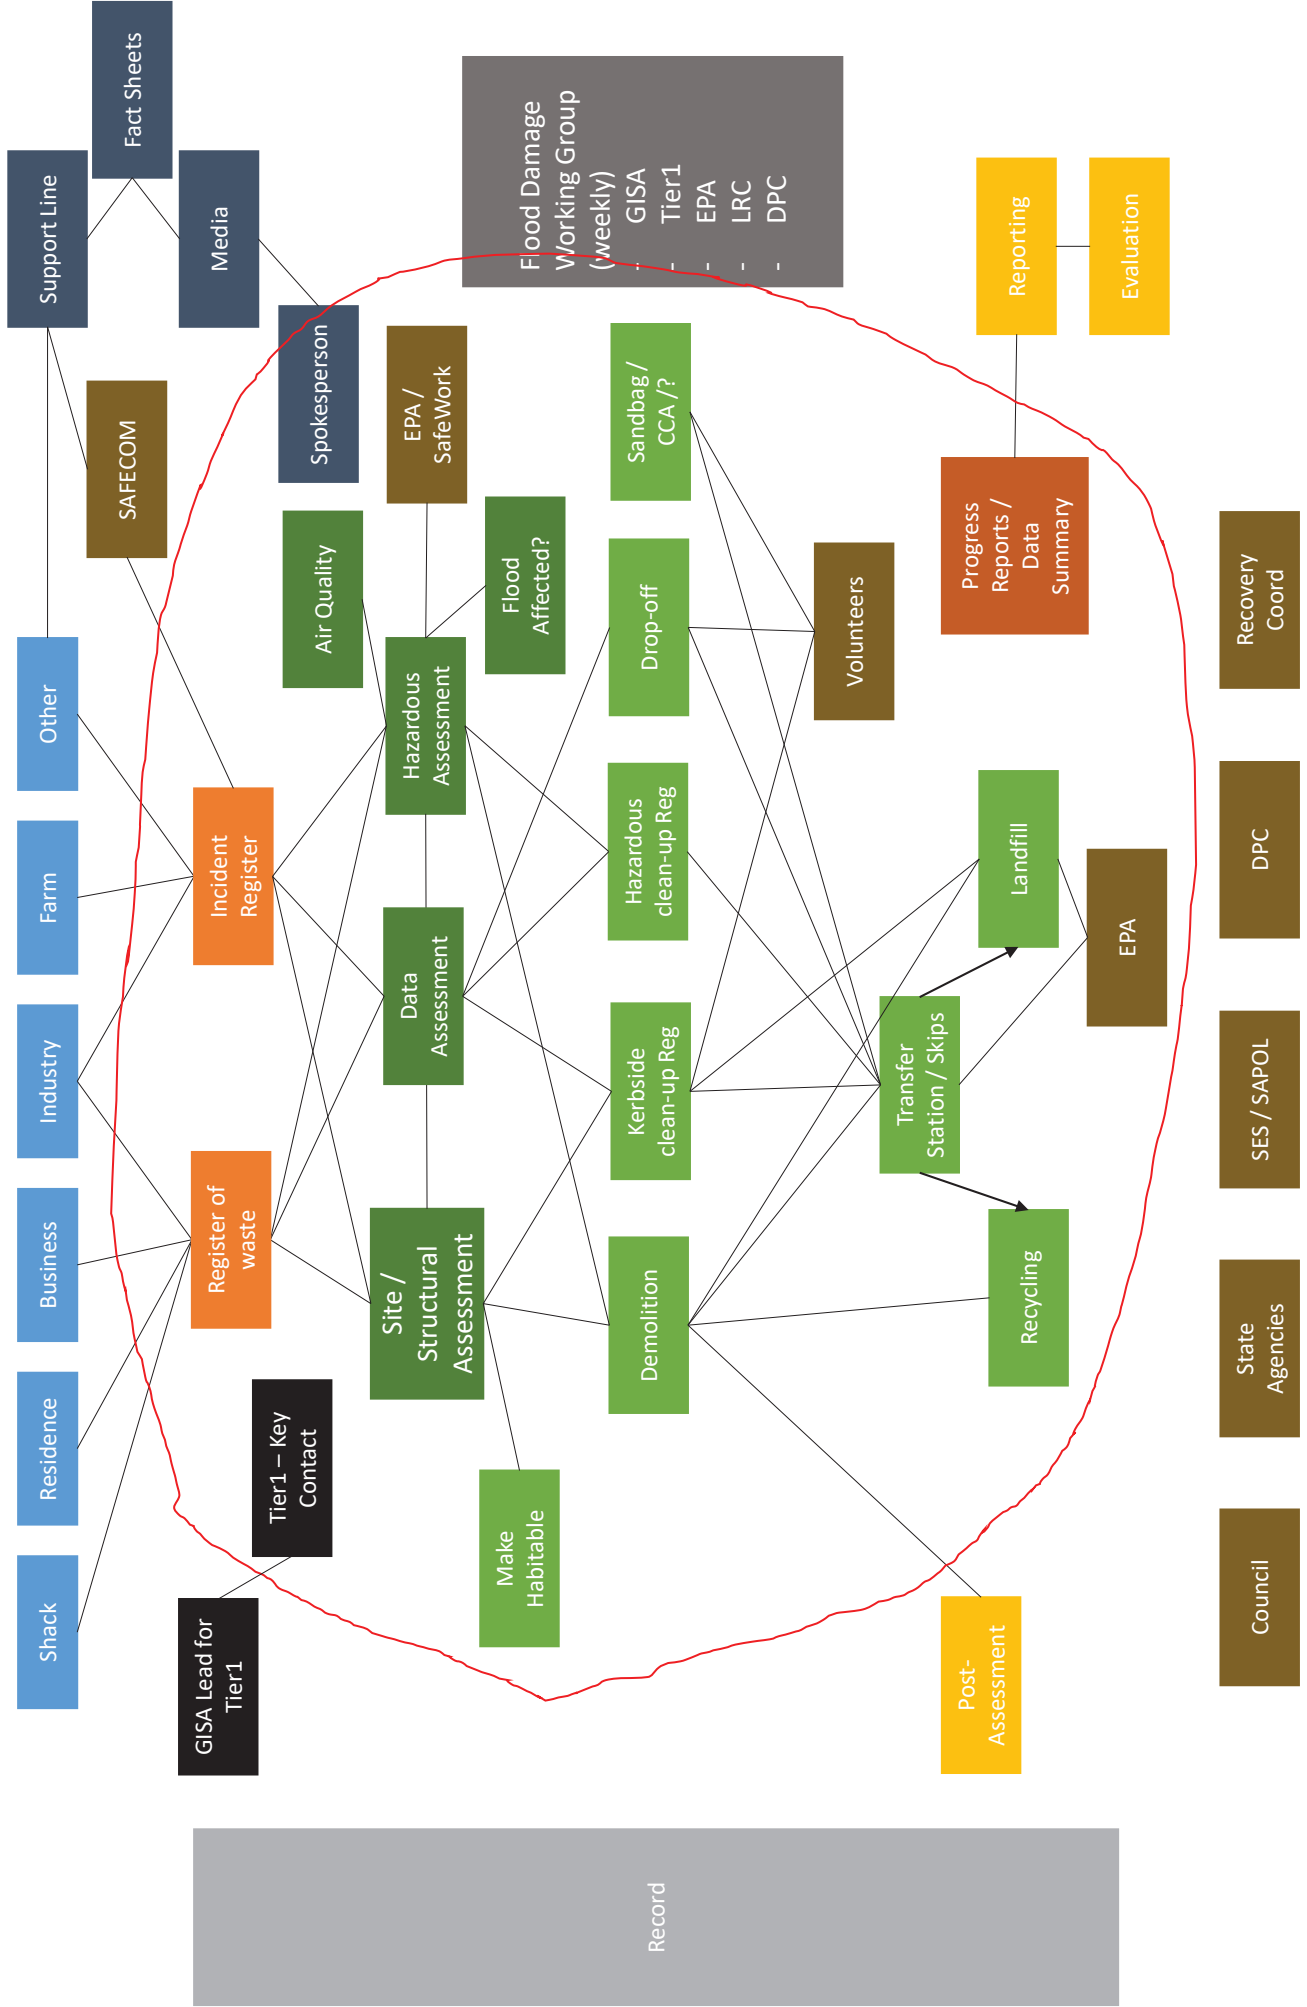 Shack
Residence
Business
Industry
Farm
Other
Support Line
Fact Sheets
Media
Spokesperson
SAFECOM
GISA Lead for
Tier1
Tier1 – Key
Contact
Register of
waste
Incident
Register
Air Quality
EPA /
SafeWork
Flood
Affected?
Site /
Structural
Assessment
Data
Assessment
Hazardous
Assessment
Make
Habitable
Demolition
Kerbside
clean-up Reg
Hazardous
clean-up Reg
Drop-off
Sandbag /
CCA /?
Flood Damage
Working Group
(weekly)
- GISA
- Tier1
- EPA
- LRC
- DPC
Volunteers
Transfer
Station / Skips
Recycling
Landfill
EPA
Post-
Assessment
Progress
Reports /
Data
Summary
Reporting
Evaluation
Record
Council
State
Agencies
SES / SAPOL
DPC
Recovery
Coord